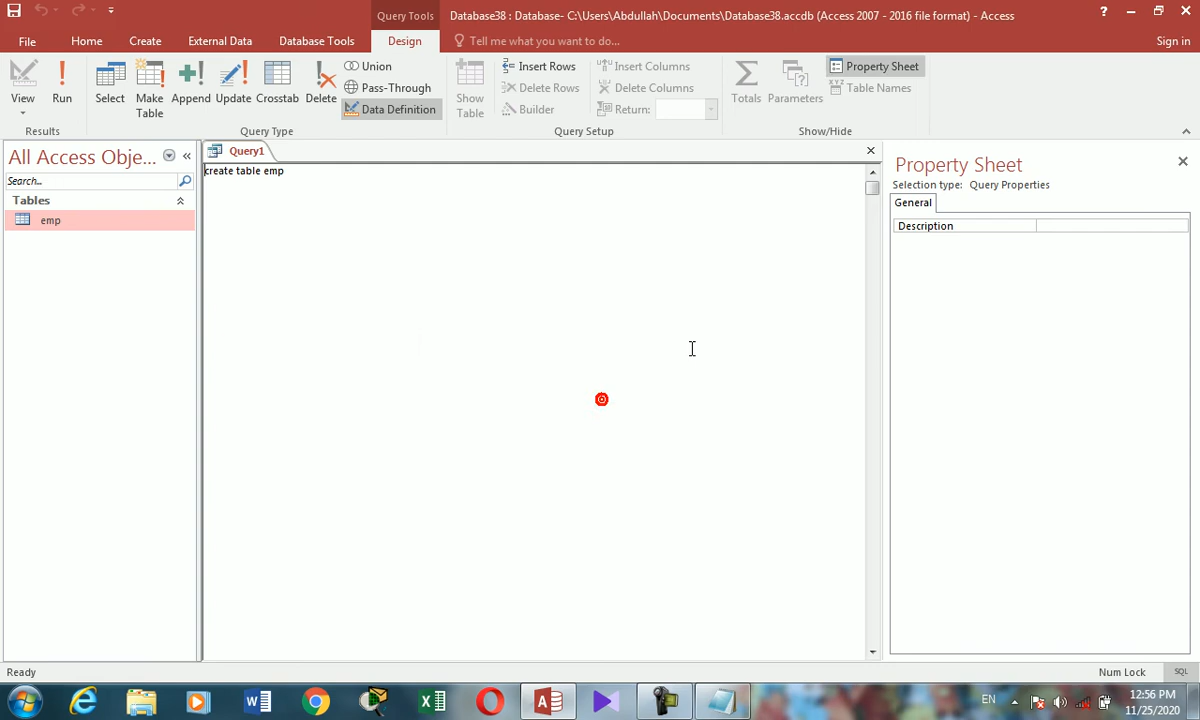 Query Tools
Database38 : Database- C:\Users\Abdullah\Documents\Database38.accdb (Access 2007 - 2016 file format) - Access
?
File
Home
Create
External Data
Database Tools
Design
Tell me what you want to do...
Sign in
View
Run
Select
Make
Table
Append
Update
Crosstab
Delete
Union
Pass-Through
Data Definition
Show
Table
Insert Rows
Delete Rows
Builder
Insert Columns
Delete Columns
Return:
Totals
Parameters
Property Sheet
Table Names
Results
Query Type
Query Setup
Show/Hide
All Access Obje...
Search...
Tables
emp
Query1
create table emp
Property Sheet
Selection type: Query Properties
General
Description
Ready
Num Lock
SQL
EN
12:56 PM
11/25/2020